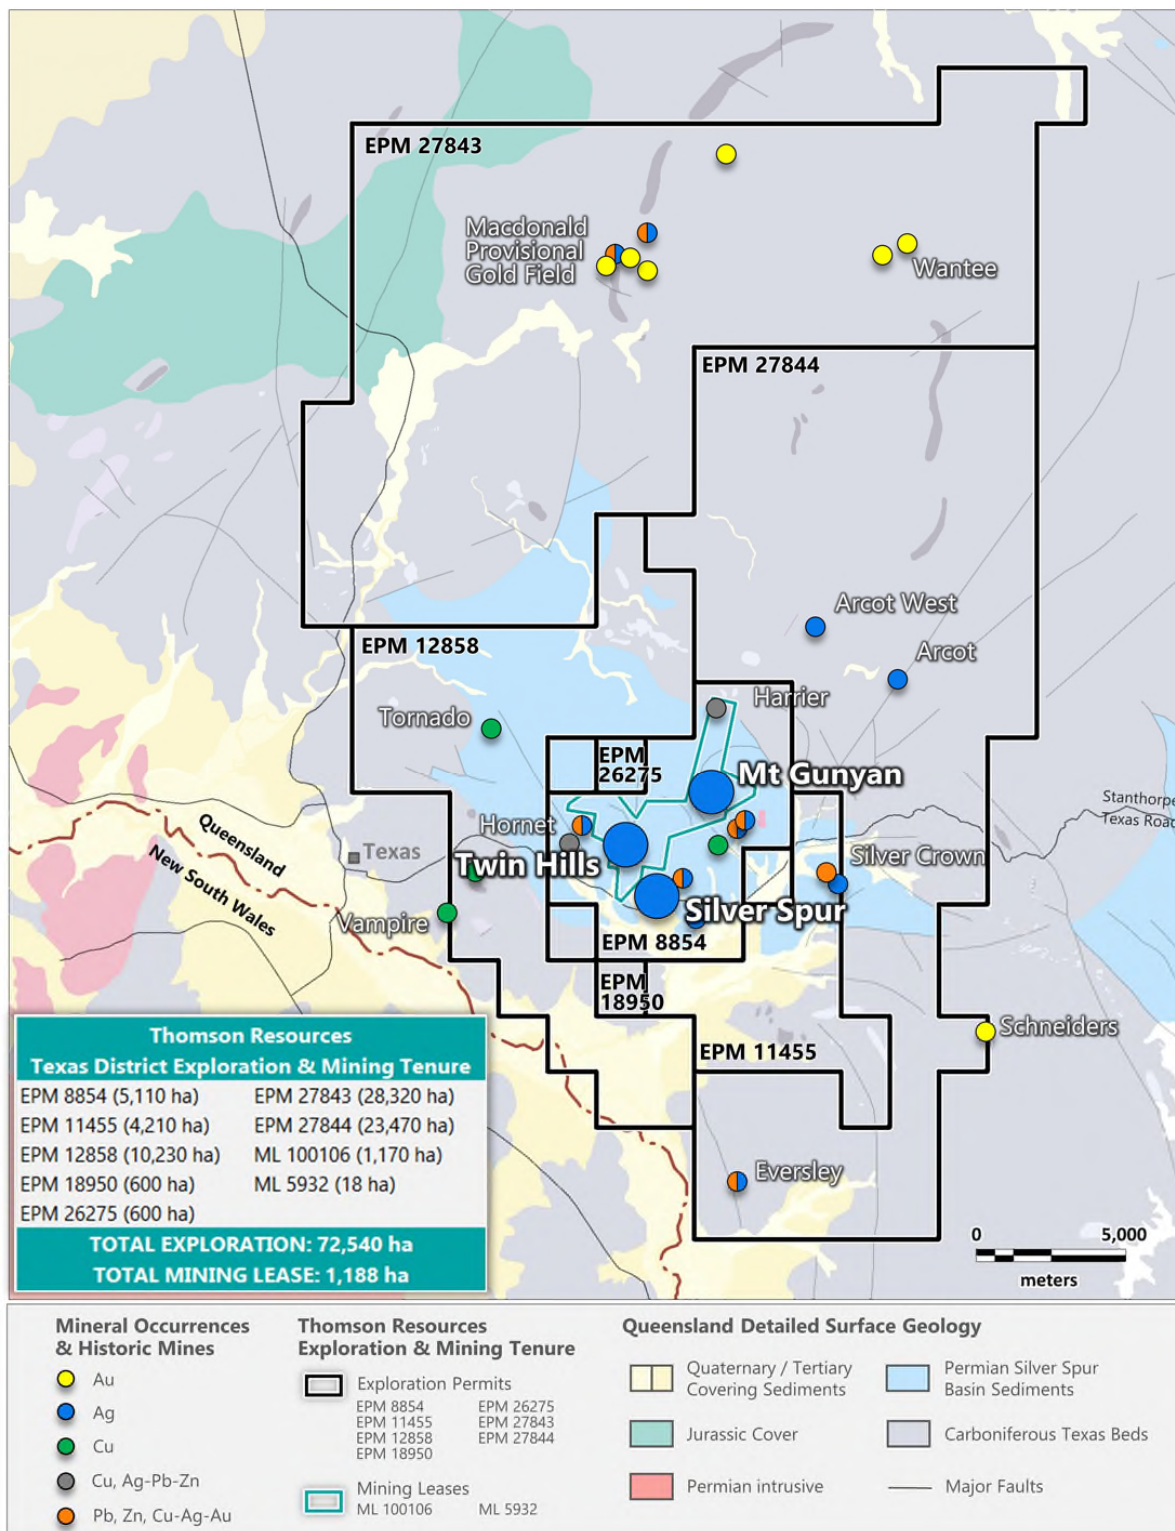 EPM 27843
Macdonald
Provisional
Gold Field
Wantee
EPM 27844
Arcot West
EPM 12858
Arcot
Harrier
Tornado
EPM
26275
Mt Gunyan
Stanthorpe
Texas Road
Queensland
New South Wales
Texas
Hornet
Twin Hills
Silver Crown
Silver Spur
Vampire
EPM 8854
EPM
18950
Schneiders
EPM 11455
Eversley
0 5,000
meters
Thomson Resources
Texas District Exploration & Mining Tenure
EPM 8854 (5,110 ha) EPM 27843 (28,320 ha)
EPM 11455 (4,210 ha) EPM 27844 (23,470 ha)
EPM 12858 (10,230 ha) ML 100106 (1,170 ha)
EPM 18950 (600 ha) ML 5932 (18 ha)
EPM 26275 (600 ha)
TOTAL EXPLORATION: 72,540 ha
TOTAL MINING LEASE: 1,188 ha
Mineral Occurrences
& Historic Mines
Au
Ag
Cu
Cu, Ag-Pb-Zn
Pb, Zn, Cu-Ag-Au
Thomson Resources
Exploration & Mining Tenure
Exploration Permits
EPM 8854 EPM 26275
EPM 11455 EPM 27843
EPM 12858 EPM 27844
EPM 18950
Mining Leases
ML 100106 ML 5932
Queensland Detailed Surface Geology
Quaternary / Tertiary
Covering Sediments
Jurassic Cover
Permian intrusive
Permian Silver Spur
Basin Sediments
Carboniferous Texas Beds
Major Faults